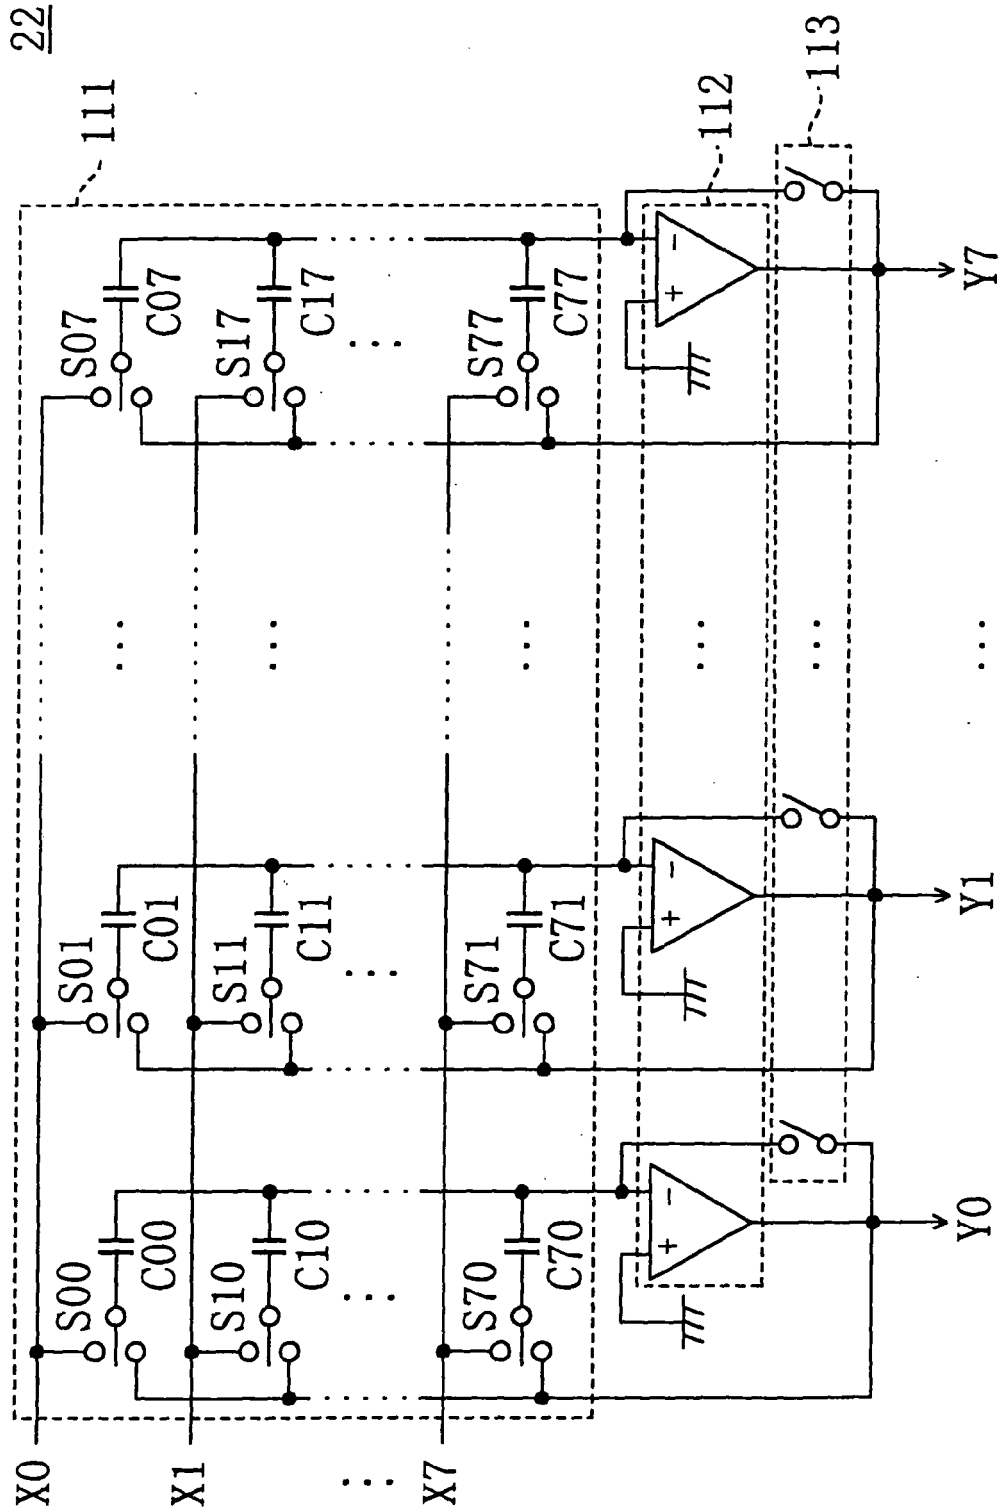 22
111
X0
S00
C00
S01
C01
S07
C07
X1
S10
C10
S11
C11
S17
C17
X7
S70
C70
S71
C71
S77
C77
112
+ −
+ −
+ −
113
Y0
Y1
Y7